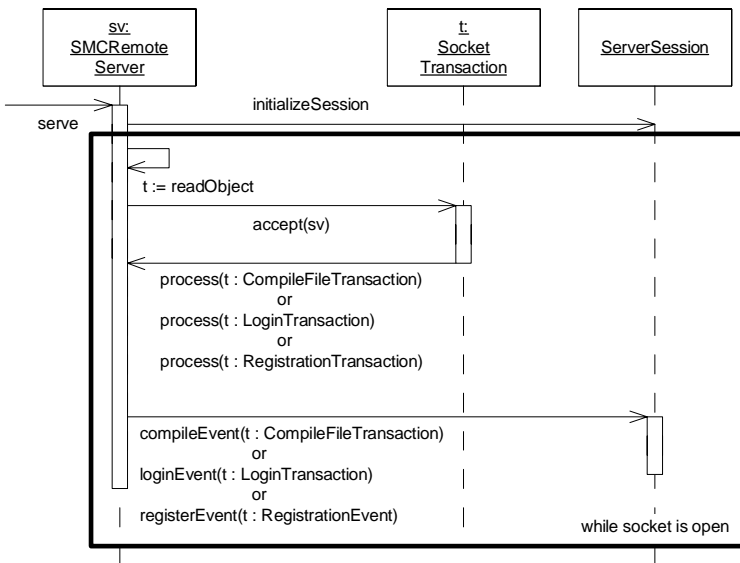 sv:
SMCRemote
Server
t:
Socket
Transaction
ServerSession
serve
initializeSession
t := readObject
accept(sv)
process(t : CompileFileTransaction)
or
process(t : LoginTransaction)
or
process(t : RegistrationTransaction)
compileEvent(t : CompileFileTransaction)
or
loginEvent(t : LoginTransaction)
or
registerEvent(t : RegistrationEvent)
while socket is open